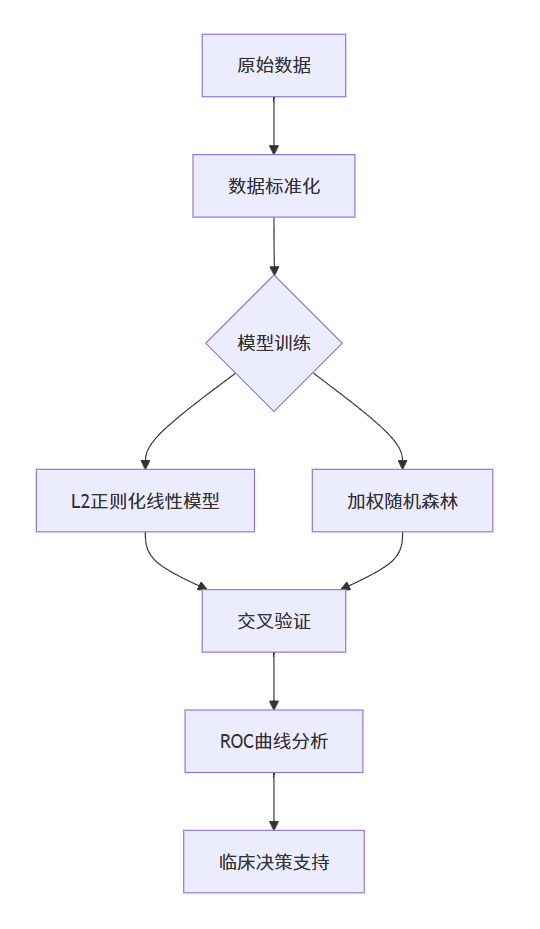 原始数据
数据标准化
模型训练
L2正则化线性模型
加权随机森林
交叉验证
ROC曲线分析
临床决策支持